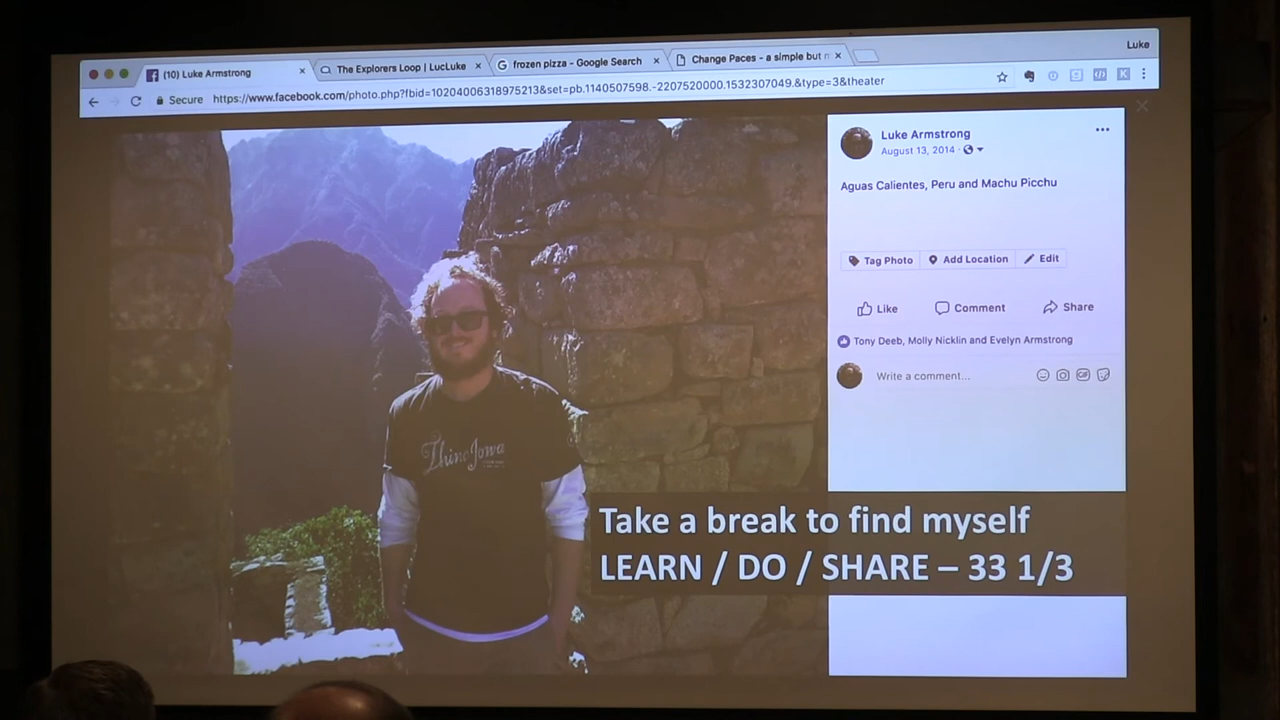 Luke
(10) Luke Armstrong
The Explorers Loop | LucLuke
frozen pizza - Google Search
Change Paces - a simple but
Secure
https://www.facebook.com/photo.php?fbid=10204006318975213&set=pb.1140507598.-2207520000.1532307049.&type=3&theater
Luke Armstrong
August 13, 2014
Aguas Calientes, Peru and Machu Picchu
Tag Photo
Add Location
Edit
Like
Comment
Share
Tony Deeb, Molly Nicklin and Evelyn Armstrong
Write a comment...
GIF
ThincIowa
Take a break to find myself
LEARN / DO / SHARE – 33 1/3